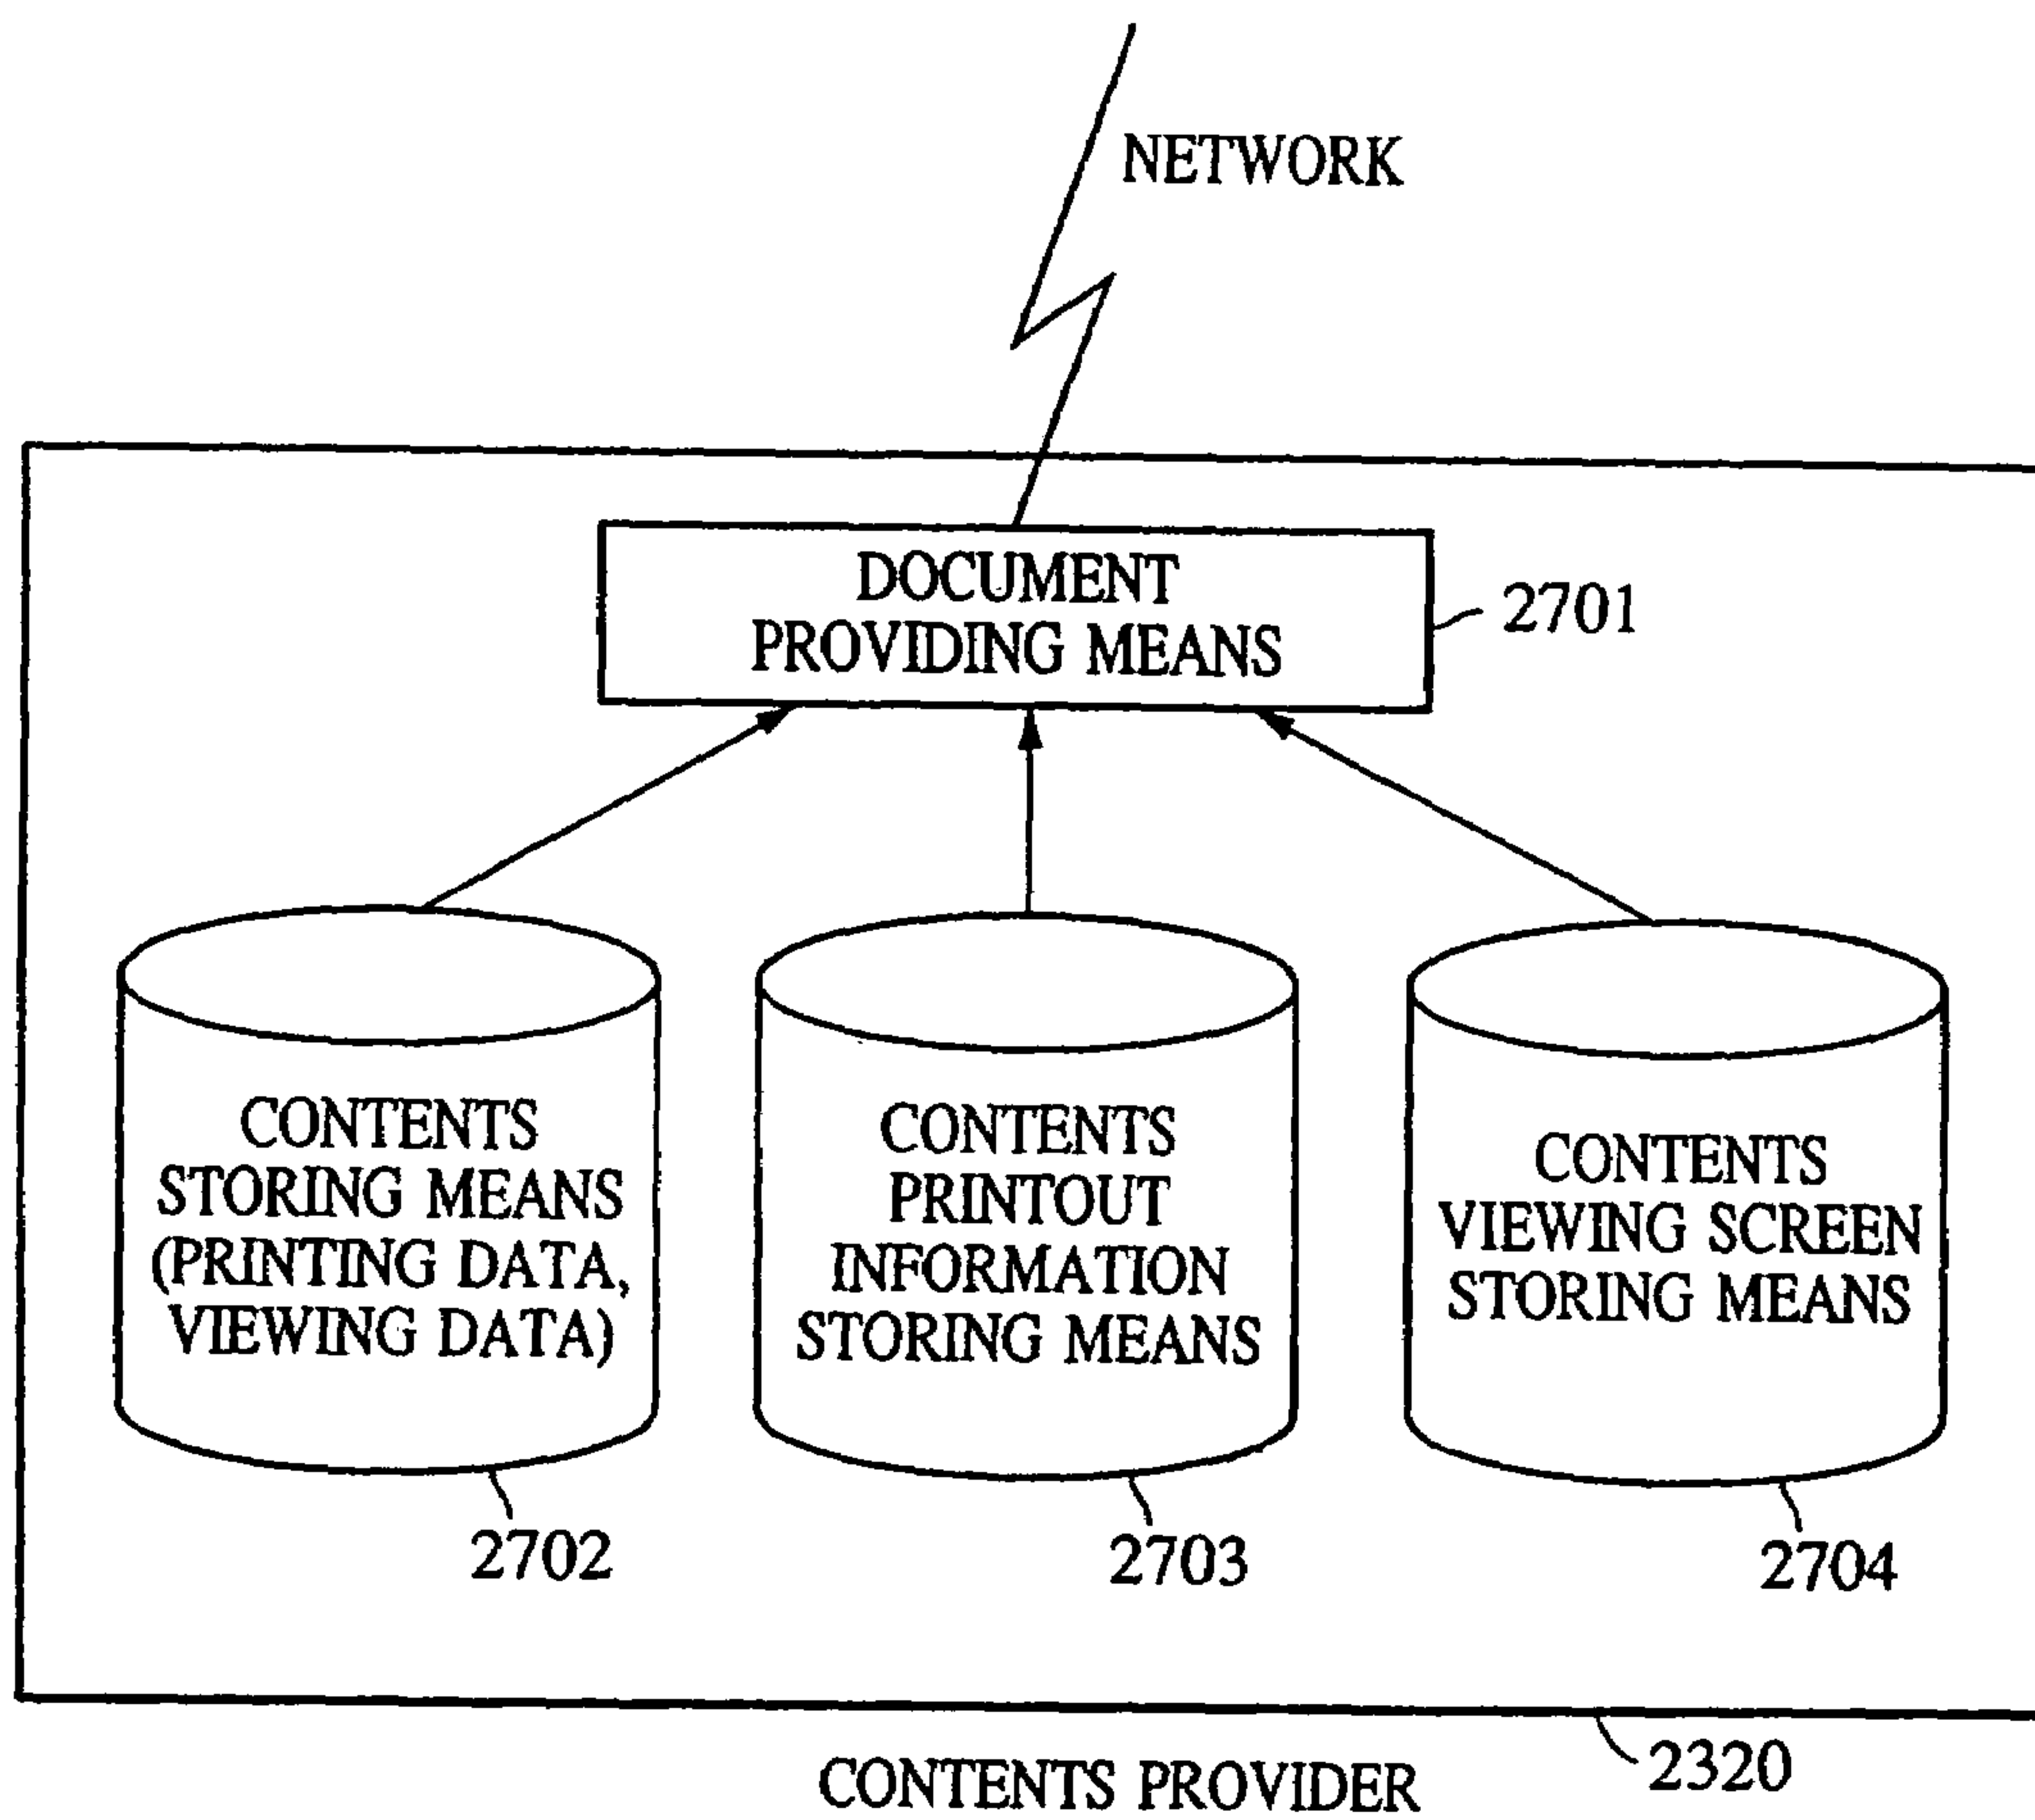 NETWORK
DOCUMENT
PROVIDING MEANS
2701
CONTENTS
STORING MEANS
(PRINTING DATA,
VIEWING DATA)
CONTENTS
PRINTOUT
INFORMATION
STORING MEANS
CONTENTS
VIEWING SCREEN
STORING MEANS
2702
2703
2704
2320
CONTENTS PROVIDER